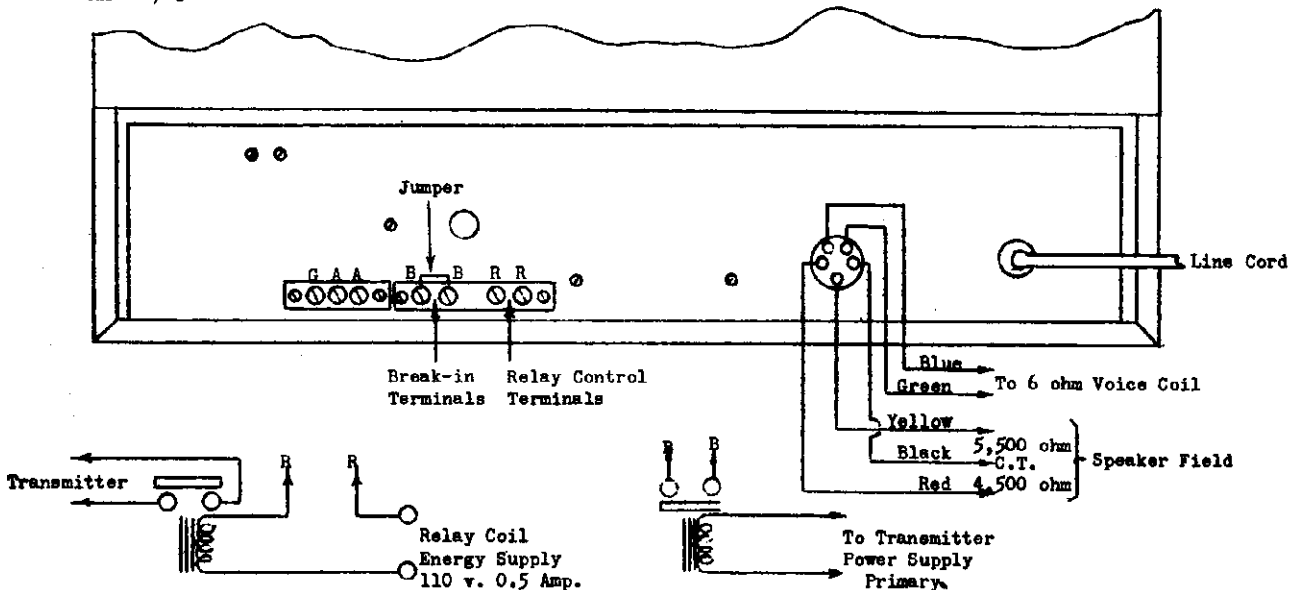 Jumper
G A A B B R R
Line Cord
Break-in
Terminals
Relay Control
Terminals
Blue
Green
To 6 ohm Voice Coil
Yellow
Black
Red
5,500 ohm
C.T.
4,500 ohm
Speaker Field
Transmitter
R R
Relay Coil
Energy Supply
110 v. 0.5 Amp.
B B
To Transmitter
Power Supply
Primary.